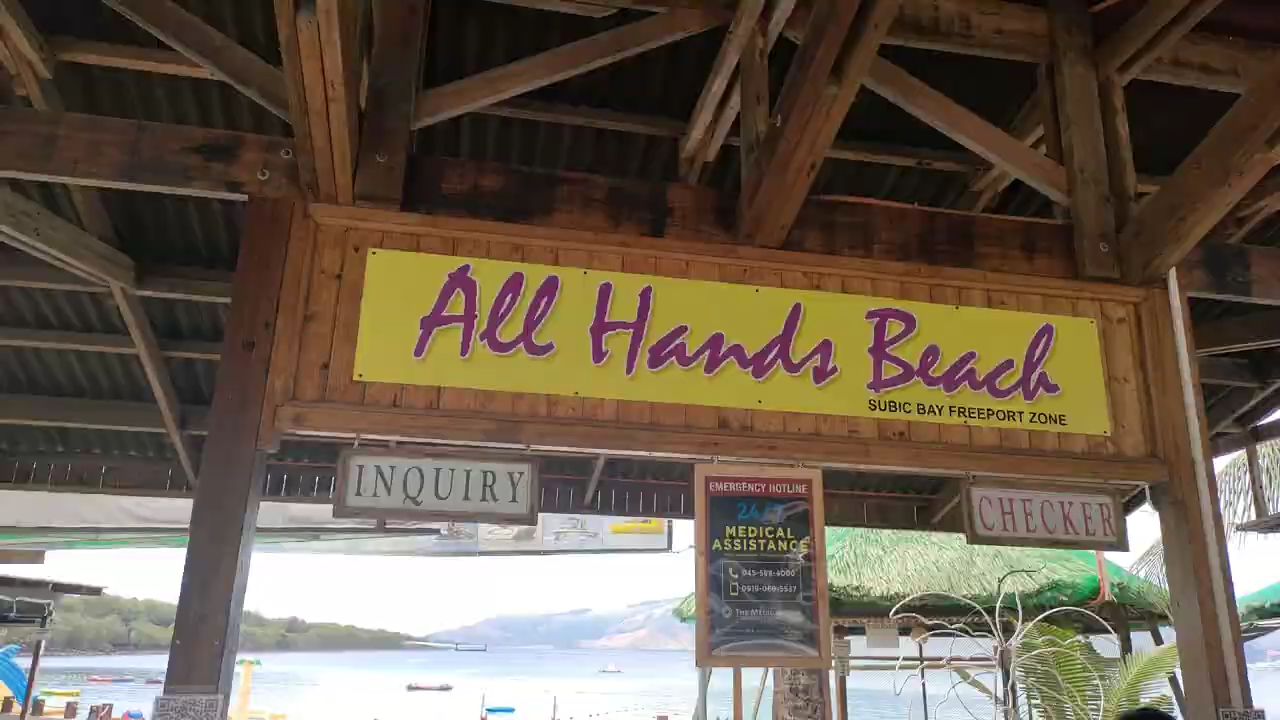 All Hands Beach
SUBIC BAY FREEPORT ZONE
INQUIRY
EMERGENCY HOTLINE
24/7
MEDICAL
ASSISTANCE
CHECKER